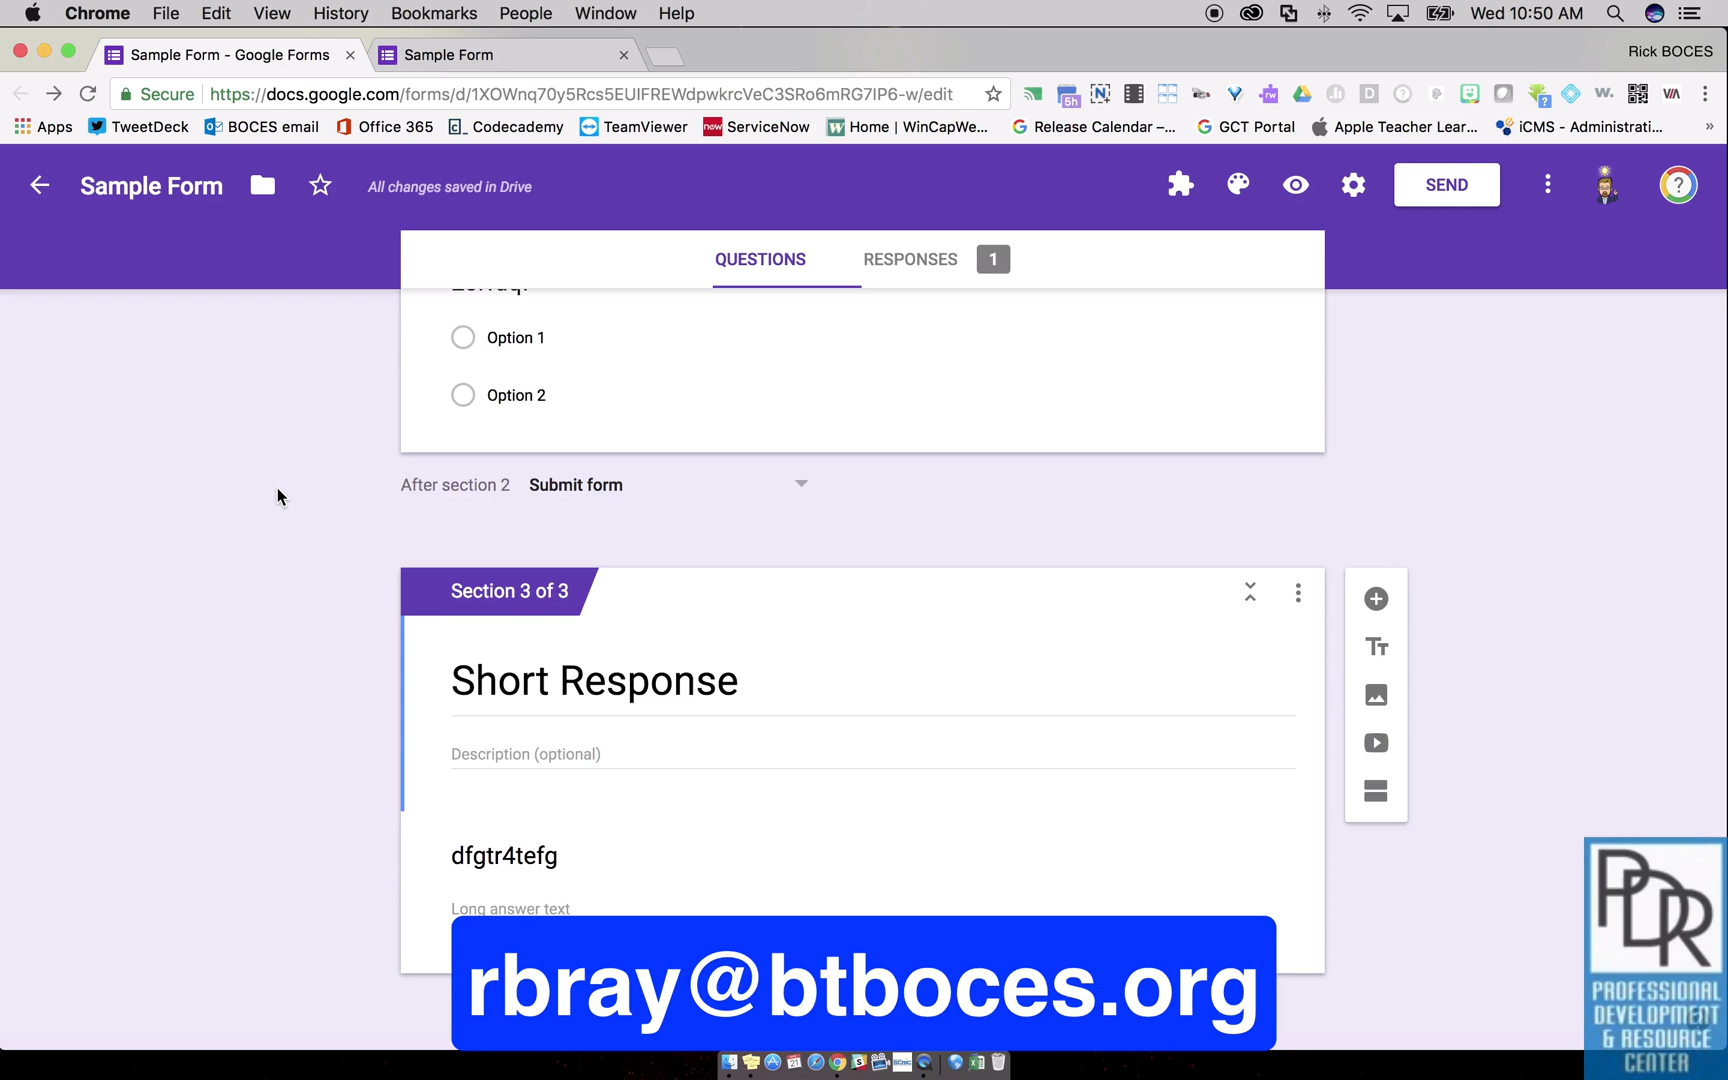 Chrome File Edit View History Bookmarks People Window Help Wed 10:50 AM
Sample Form - Google Forms Sample Form Rick BOCES
Secure https://docs.google.com/forms/d/1XOWnq70y5Rcs5EUIFREWdpwkrcVeC3SRo6mRG7IP6-w/edit
5h
Apps TweetDeck BOCES email Office 365 Codecademy TeamViewer ServiceNow Home | WinCapWe... Release Calendar –... GCT Portal Apple Teacher Lear... iCMS - Administrati...
Sample Form All changes saved in Drive SEND
QUESTIONS RESPONSES 1
Option 1
Option 2
After section 2 Submit form
Section 3 of 3
Short Response
Description (optional)
dfgtr4tefg
Long answer text
rbray@btboces.org
PDRC
PROFESSIONAL
DEVELOPMENT
& RESOURCE
CENTER